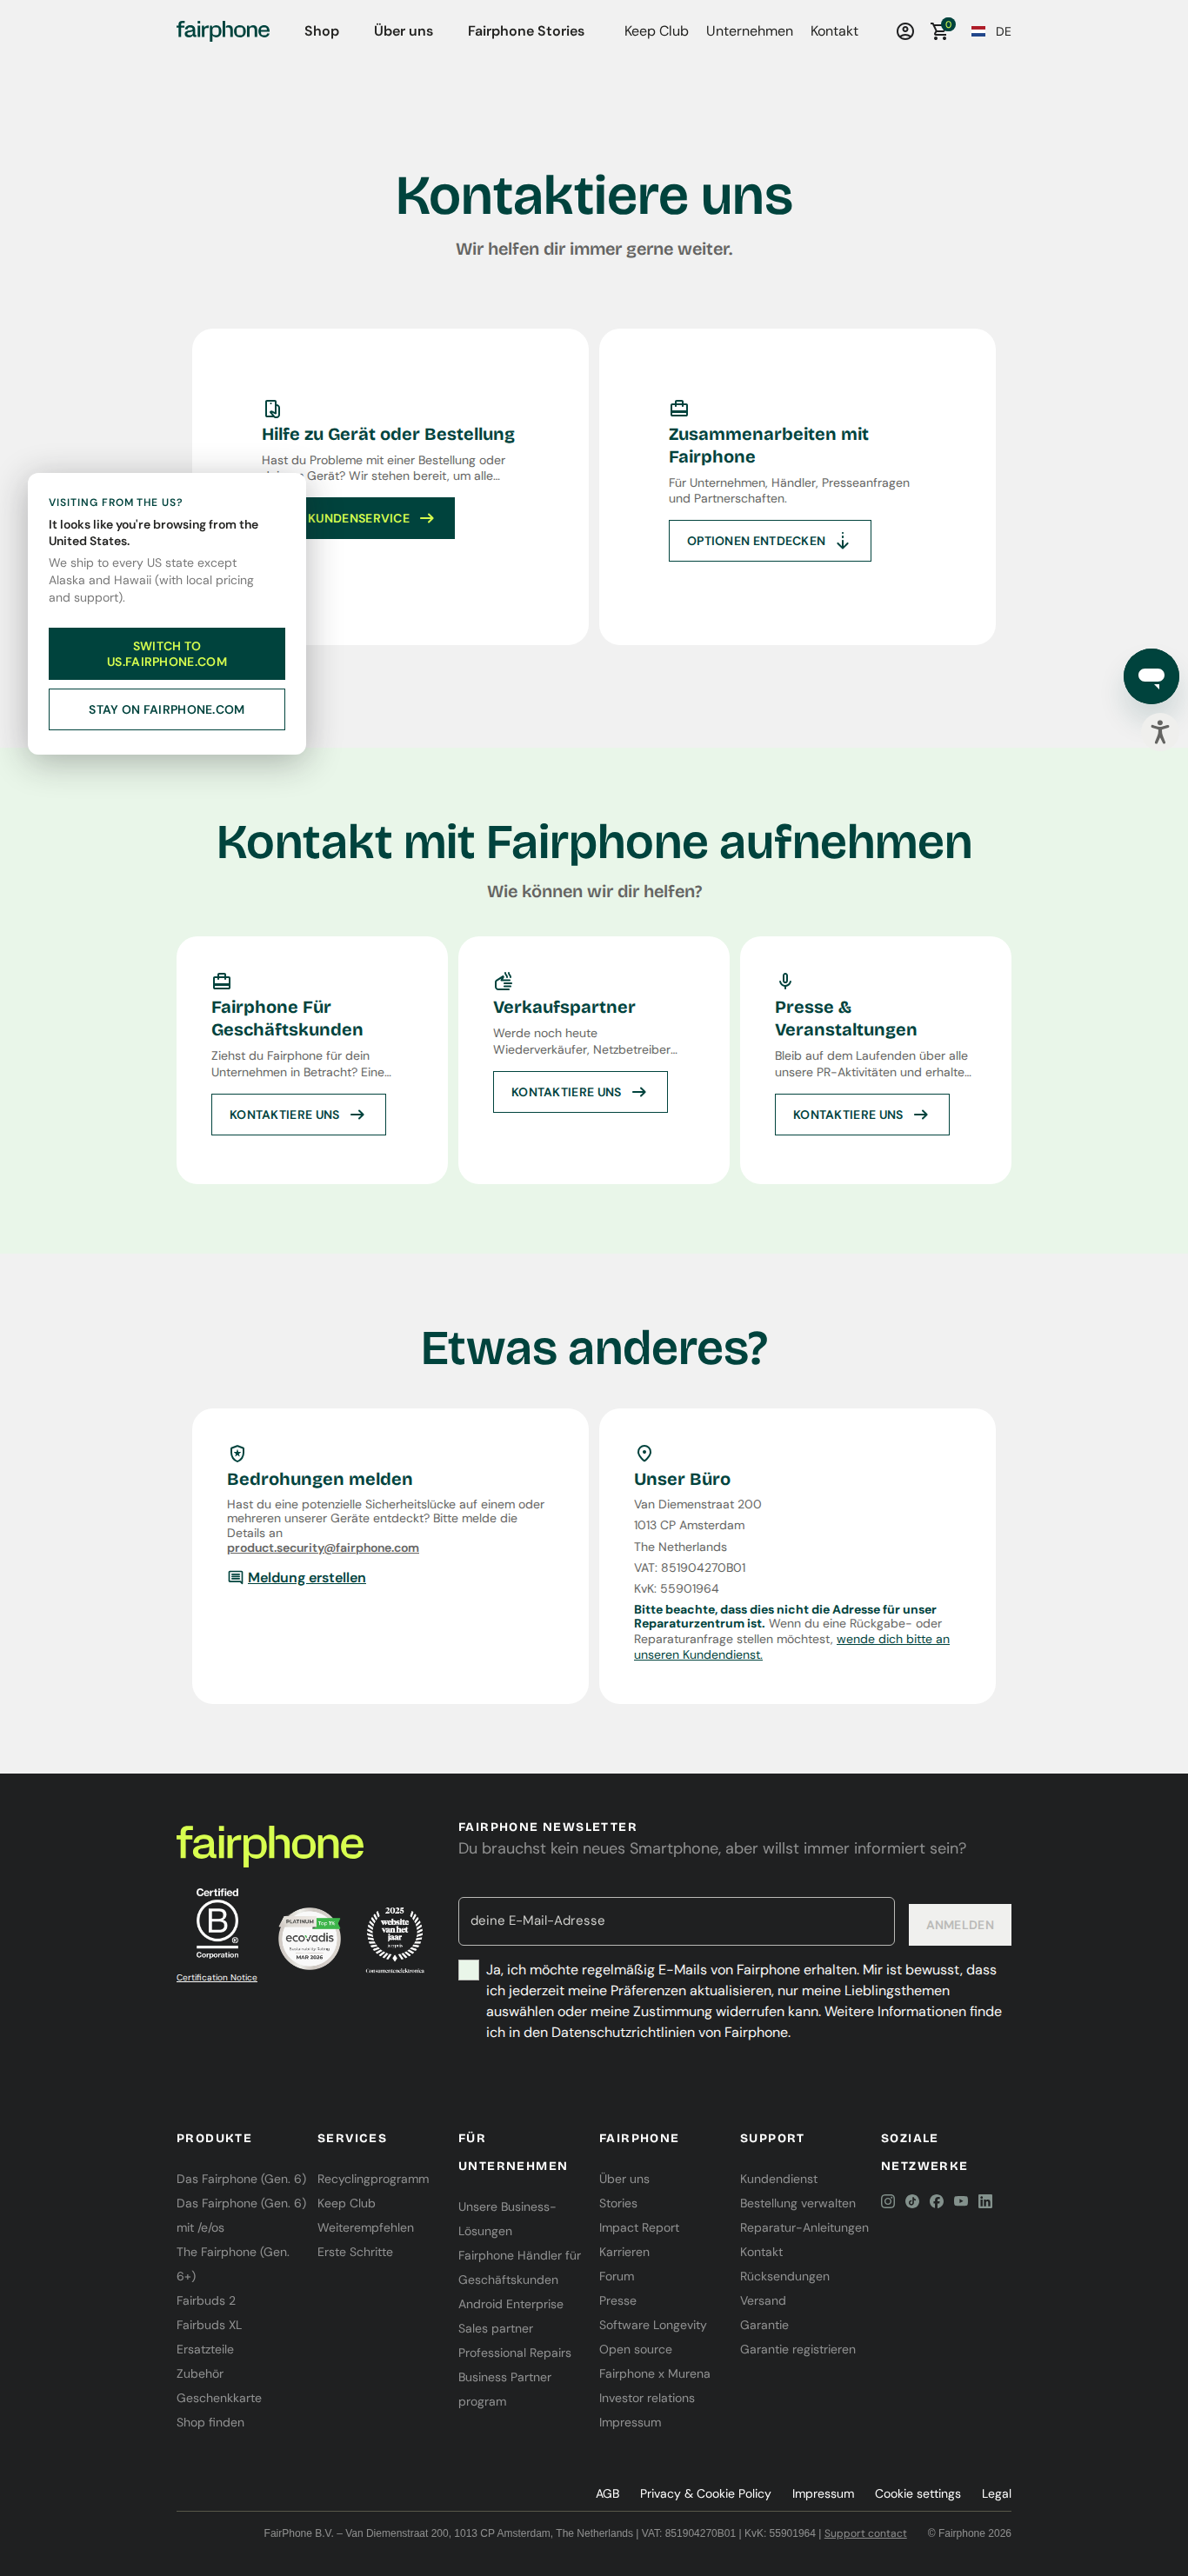 fairphone
Shop
Über uns
Fairphone Stories
Keep Club
Unternehmen
Kontakt
0
DE
Kontaktiere uns
Wir helfen dir immer gerne weiter.
Hilfe zu Gerät oder Bestellung
Hast du Probleme mit einer Bestellung oder
Gerät? Wir stehen bereit, um alle...
KUNDENSERVICE
Zusammenarbeiten mit
Fairphone
Für Unternehmen, Händler, Presseanfragen
und Partnerschaften.
OPTIONEN ENTDECKEN
VISITING FROM THE US?
It looks like you're browsing from the
United States.
We ship to every US state except
Alaska and Hawaii (with local pricing
and support).
SWITCH TO
US.FAIRPHONE.COM
STAY ON FAIRPHONE.COM
Kontakt mit Fairphone aufnehmen
Wie können wir dir helfen?
Fairphone Für
Geschäftskunden
Ziehst du Fairphone für dein
Unternehmen in Betracht? Eine...
KONTAKTIERE UNS
Verkaufspartner
Werde noch heute
Wiederverkäufer, Netzbetreiber...
KONTAKTIERE UNS
Presse &
Veranstaltungen
Bleib auf dem Laufenden über alle
unsere PR-Aktivitäten und erhalte...
KONTAKTIERE UNS
Etwas anderes?
Bedrohungen melden
Hast du eine potenzielle Sicherheitslücke auf einem oder
mehreren unserer Geräte entdeckt? Bitte melde die
Details an
product.security@fairphone.com
Meldung erstellen
Unser Büro
Van Diemenstraat 200
1013 CP Amsterdam
The Netherlands
VAT: 851904270B01
KvK: 55901964
Bitte beachte, dass dies nicht die Adresse für unser
Reparaturzentrum ist. Wenn du eine Rückgabe- oder
Reparaturanfrage stellen möchtest, wende dich bitte an
unseren Kundendienst.
fairphone
Certified
B
®
Corporation
Certification Notice
PLATINUM
Top 1%
ecovadis
Sustainability Rating
MAR 2026
2025
website
van het
jaar
Consumentenelektronica
FAIRPHONE NEWSLETTER
Du brauchst kein neues Smartphone, aber willst immer informiert sein?
deine E-Mail-Adresse
ANMELDEN
Ja, ich möchte regelmäßig E-Mails von Fairphone erhalten. Mir ist bewusst, dass
ich jederzeit meine Präferenzen aktualisieren, nur meine Lieblingsthemen
auswählen oder meine Zustimmung widerrufen kann. Weitere Informationen finde
ich in den Datenschutzrichtlinien von Fairphone.
PRODUKTE
Das Fairphone (Gen. 6)
Das Fairphone (Gen. 6)
mit /e/os
The Fairphone (Gen.
6+)
Fairbuds 2
Fairbuds XL
Ersatzteile
Zubehör
Geschenkkarte
Shop finden
SERVICES
Recyclingprogramm
Keep Club
Weiterempfehlen
Erste Schritte
FÜR
UNTERNEHMEN
Unsere Business-
Lösungen
Fairphone Händler für
Geschäftskunden
Android Enterprise
Sales partner
Professional Repairs
Business Partner
program
FAIRPHONE
Über uns
Stories
Impact Report
Karrieren
Forum
Presse
Software Longevity
Open source
Fairphone x Murena
Investor relations
Impressum
SUPPORT
Kundendienst
Bestellung verwalten
Reparatur-Anleitungen
Kontakt
Rücksendungen
Versand
Garantie
Garantie registrieren
SOZIALE
NETZWERKE
AGB
Privacy & Cookie Policy
Impressum
Cookie settings
Legal
FairPhone B.V. – Van Diemenstraat 200, 1013 CP Amsterdam, The Netherlands | VAT: 851904270B01 | KvK: 55901964 | Support contact
© Fairphone 2026